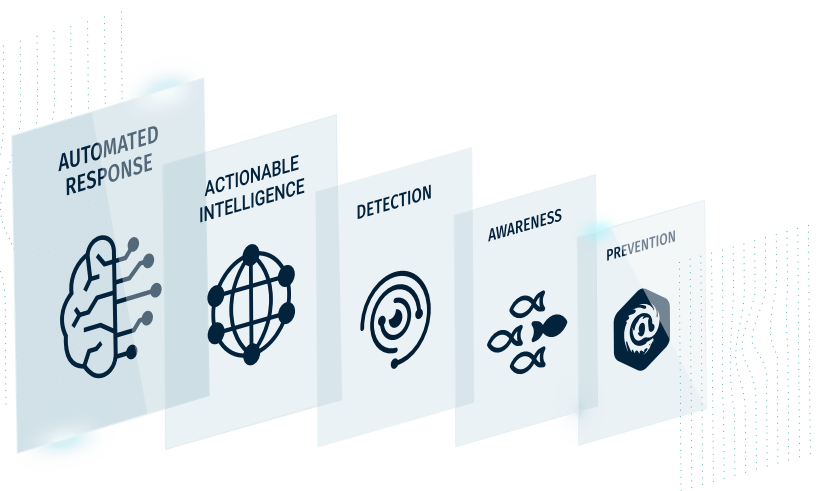 AUTOMATED
RESPONSE
ACTIONABLE
INTELLIGENCE
DETECTION
AWARENESS
PREVENTION
@